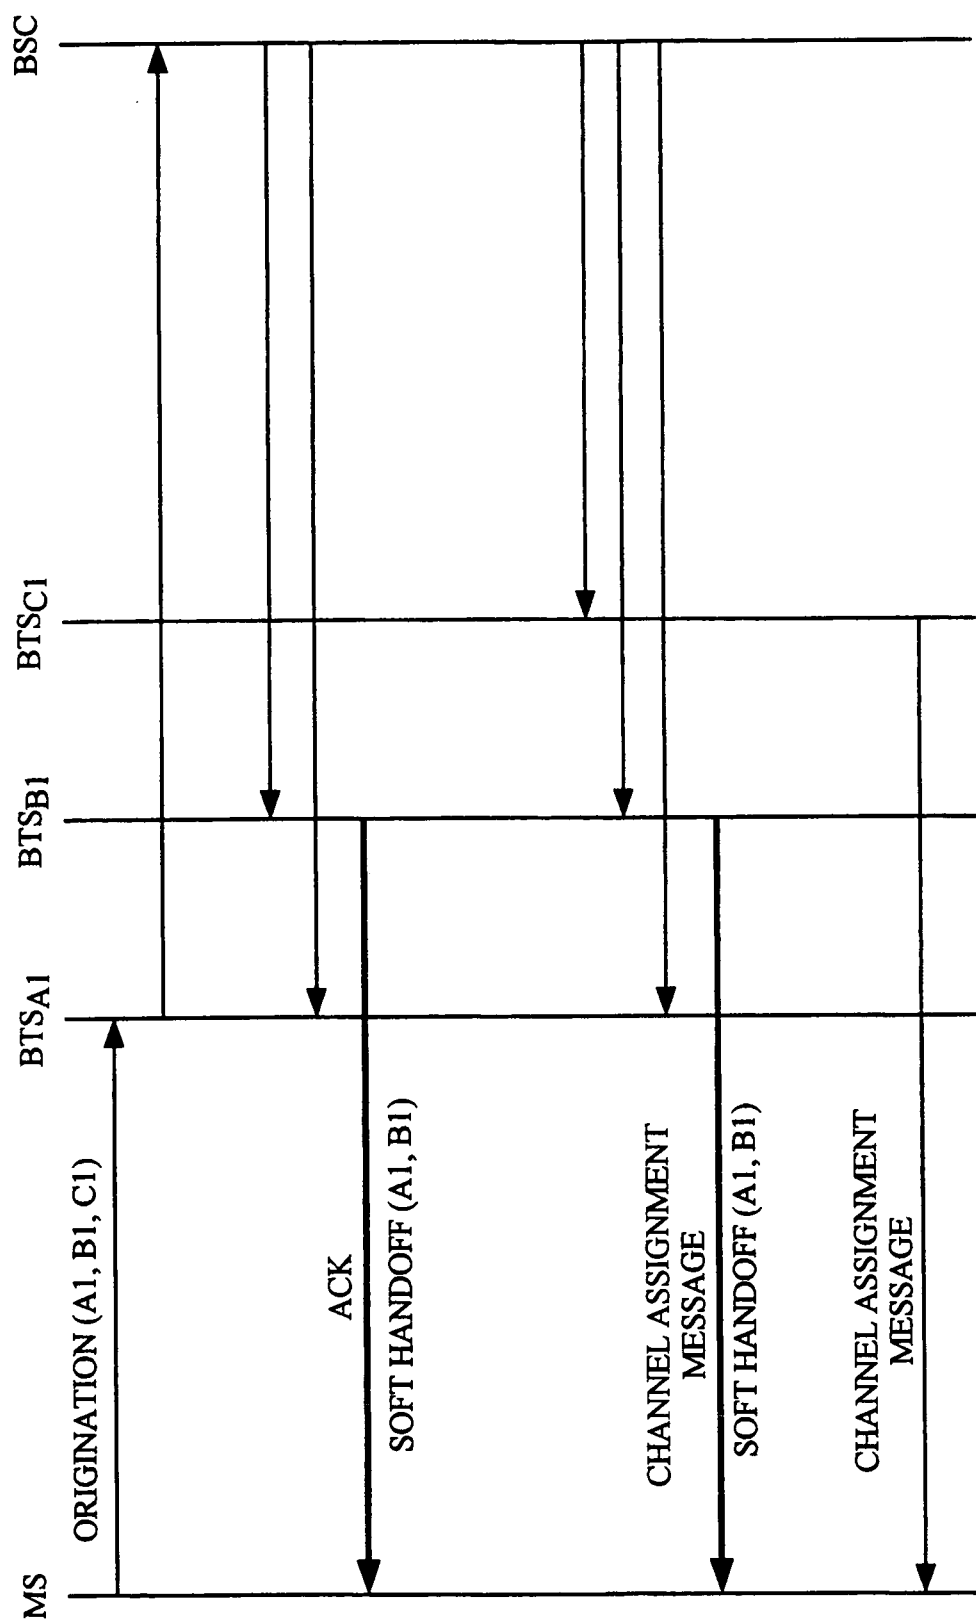 MS
BTSA1
BTSB1
BTSC1
BSC
ORIGINATION (A1, B1, C1)
ACK
SOFT HANDOFF (A1, B1)
CHANNEL ASSIGNMENT
MESSAGE
SOFT HANDOFF (A1, B1)
CHANNEL ASSIGNMENT
MESSAGE